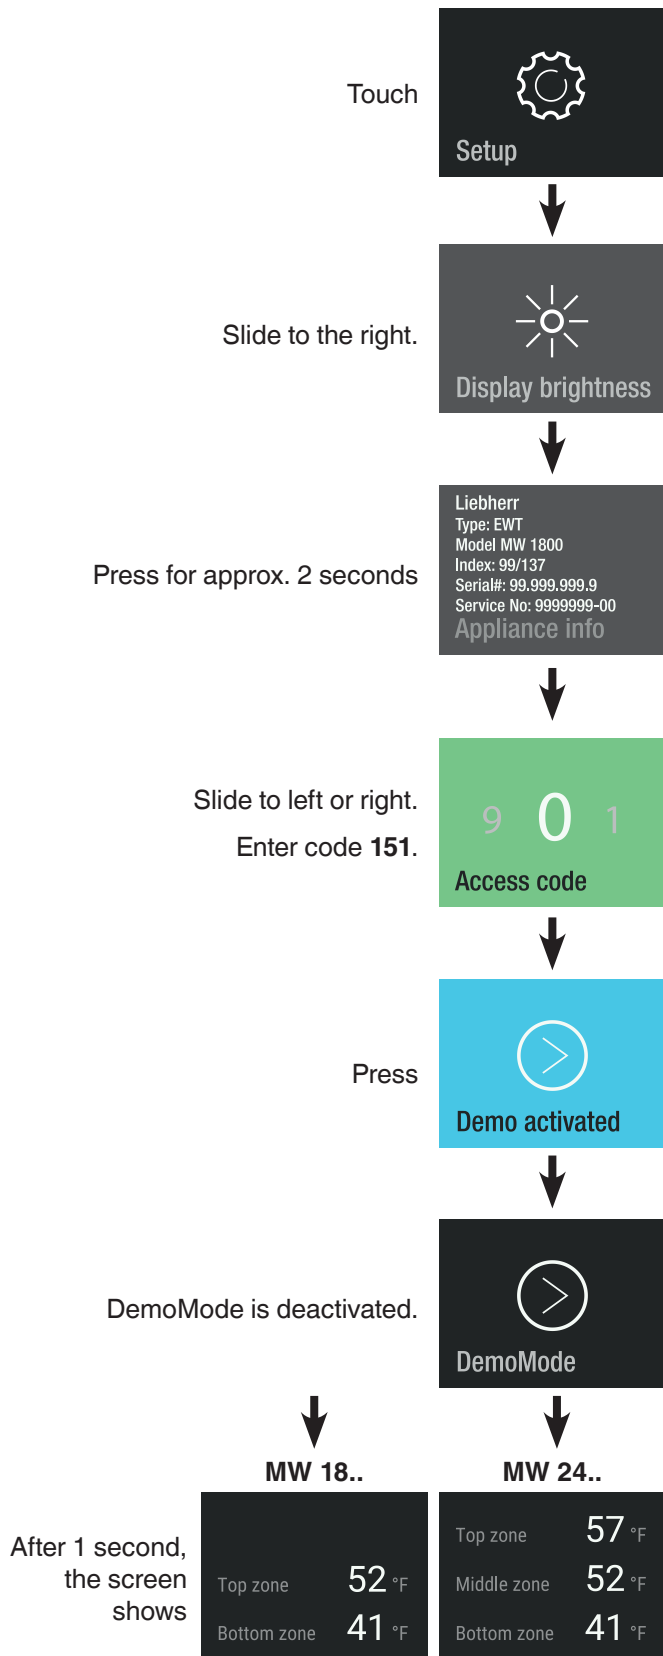 Touch
Setup
Slide to the right.
Display brightness
Press for approx. 2 seconds
Liebherr
Type: EWT
Model MW 1800
Index: 99/137
Serial#: 99.999.999.9
Service No: 9999999-00
Appliance info
Slide to left or right.
Enter code 151.
9 0 1
Access code
Press
Demo activated
DemoMode is deactivated.
DemoMode
MW 18..
MW 24..
After 1 second,
the screen
shows
Top zone 52 °F
Bottom zone 41 °F
Top zone 57 °F
Middle zone 52 °F
Bottom zone 41 °F